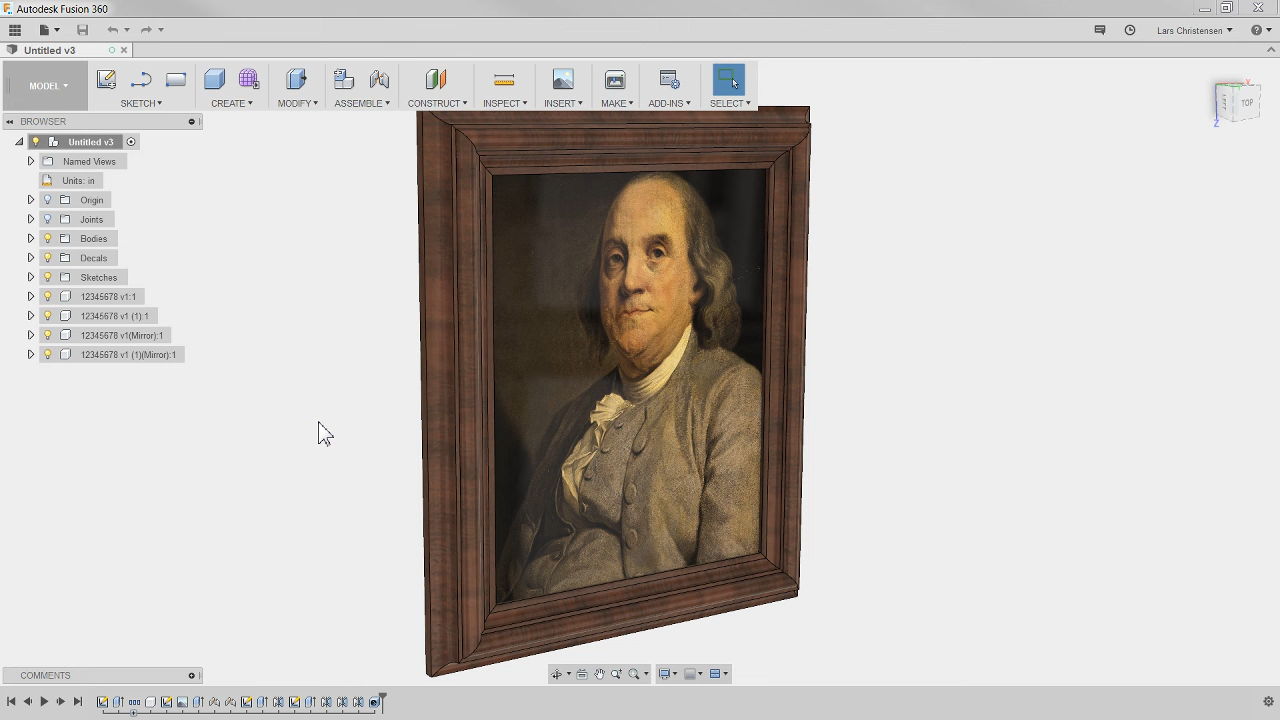 Autodesk Fusion 360
Lars Christensen
Untitled v3
MODEL
SKETCH
CREATE
MODIFY
ASSEMBLE
CONSTRUCT
INSPECT
INSERT
MAKE
ADD-INS
SELECT
TOP
LEFT
X
Z
BROWSER
Untitled v3
Named Views
Units: in
Origin
Joints
Bodies
Decals
Sketches
12345678 v1:1
12345678 v1 (1):1
12345678 v1(Mirror):1
12345678 v1 (1)(Mirror):1
COMMENTS